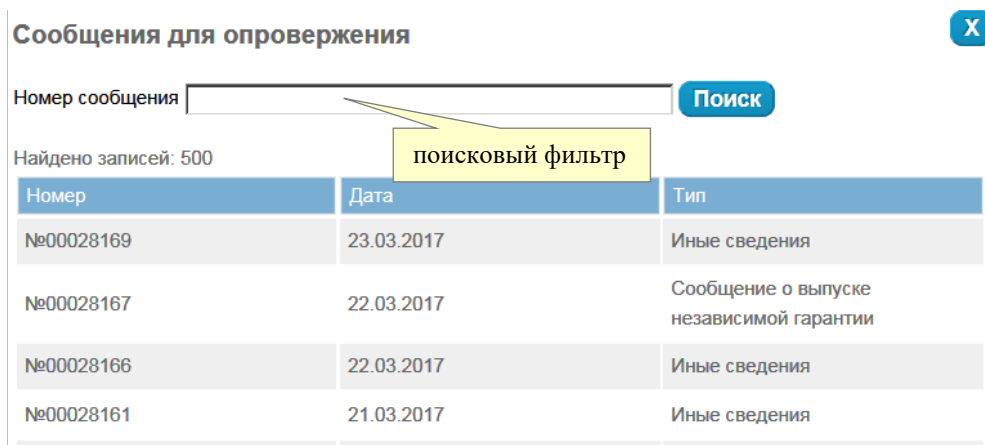 Сообщения для опровержения
X
Номер сообщения
Поиск
поисковый фильтр
Найдено записей: 500
Номер Дата Тип
№00028169 23.03.2017 Иные сведения
№00028167 22.03.2017 Сообщение о выпуске
независимой гарантии
№00028166 22.03.2017 Иные сведения
№00028161 21.03.2017 Иные сведения